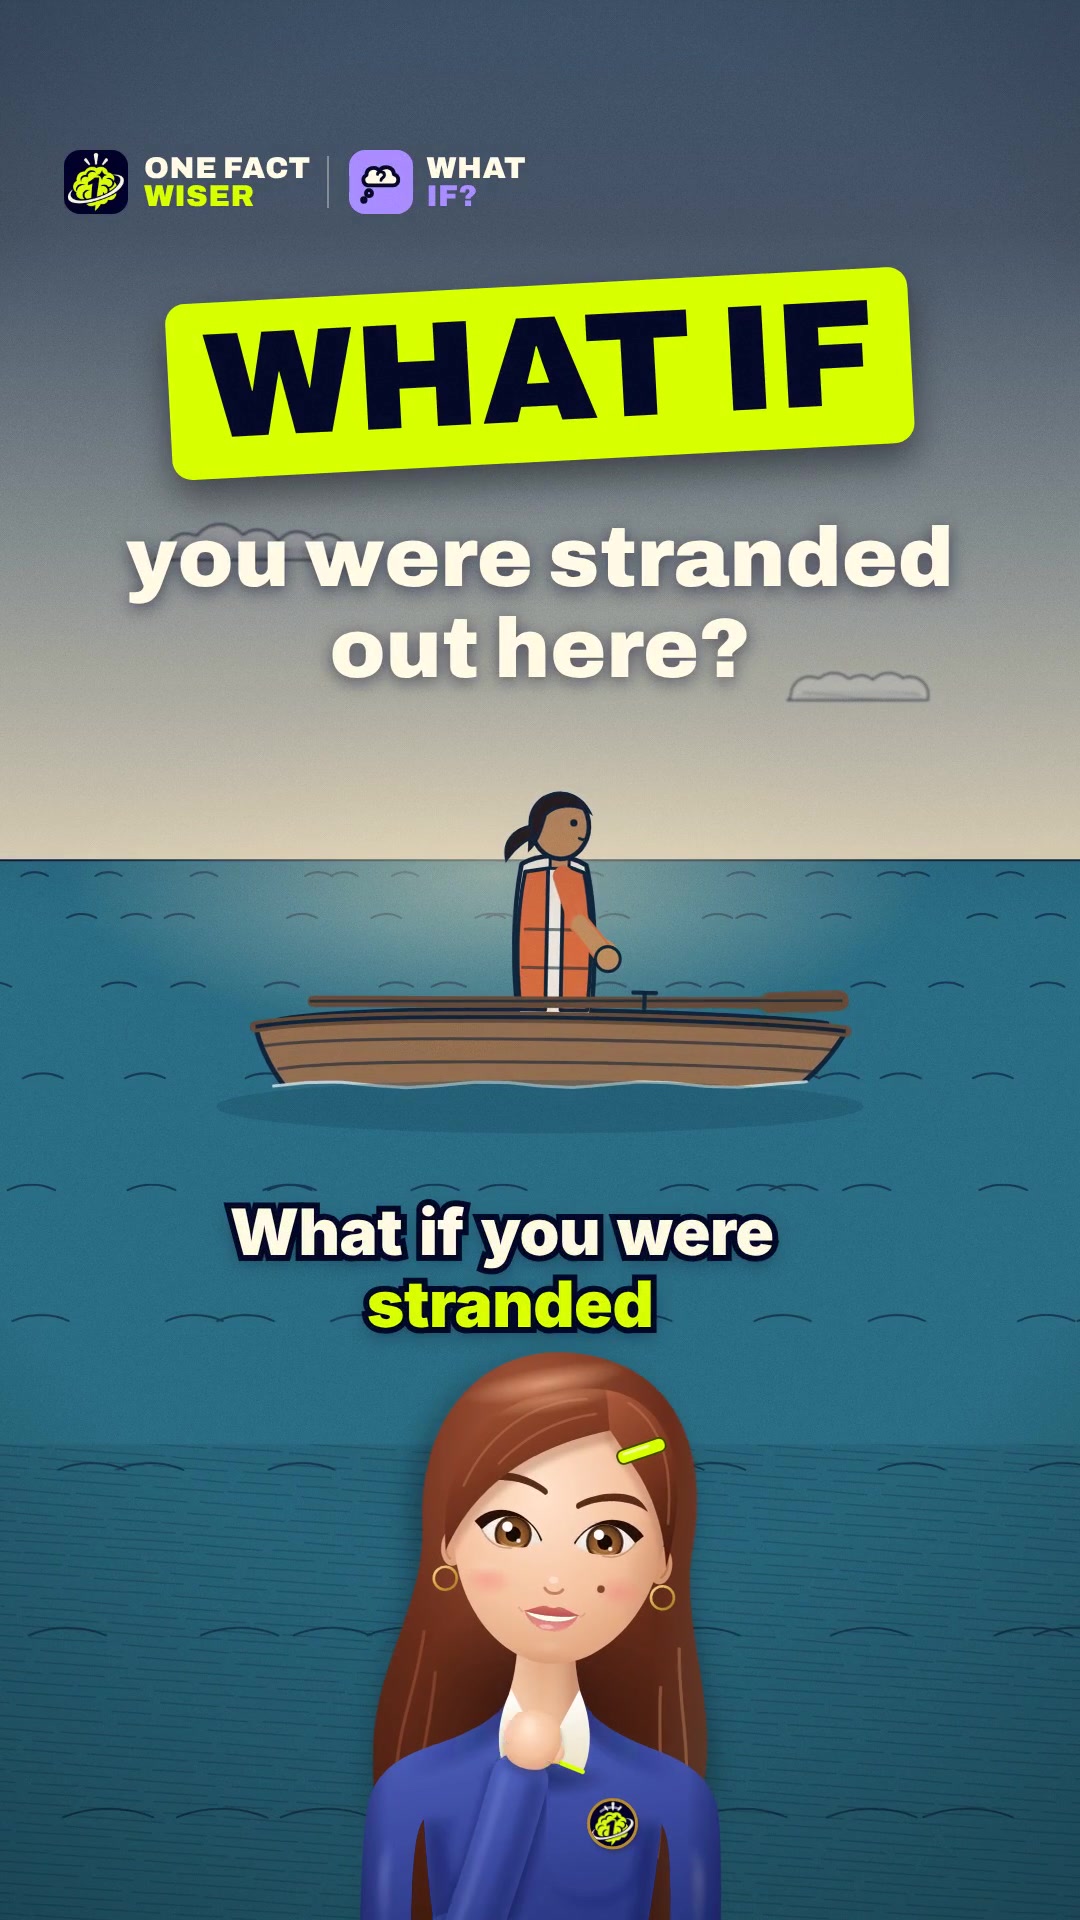 ONE FACT
WISER
WHAT
IF?
WHAT IF
you were stranded
out here?
What if you were
stranded